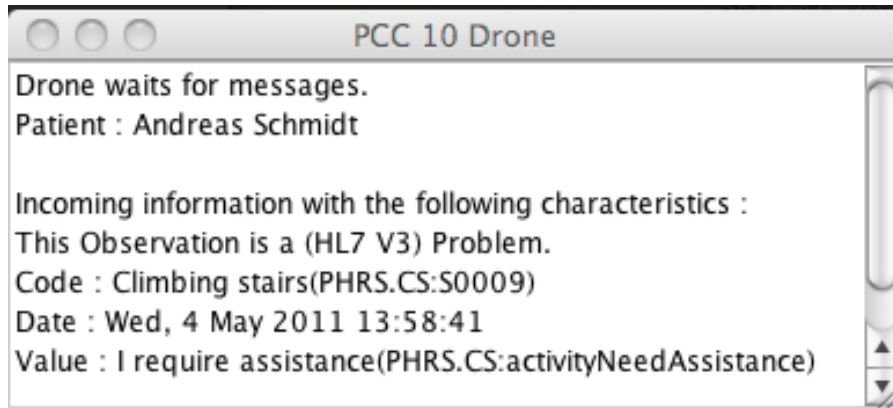 PCC 10 Drone
Drone waits for messages.
Patient : Andreas Schmidt
Incoming information with the following characteristics :
This Observation is a (HL7 V3) Problem.
Code : Climbing stairs(PHRS.CS:S0009)
Date : Wed, 4 May 2011 13:58:41
Value : I require assistance(PHRS.CS:activityNeedAssistance)